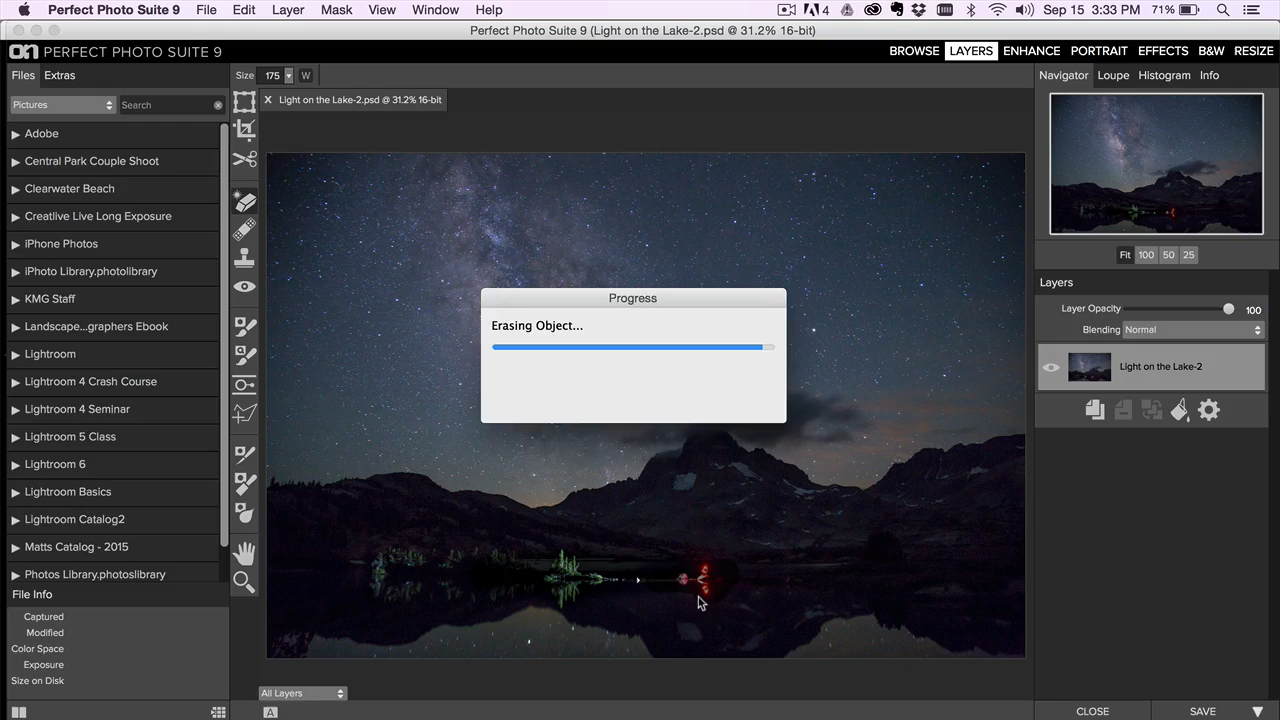 Perfect Photo Suite 9 File Edit Layer Mask View Window Help 4 Sep 15 3:33 PM 71%
Perfect Photo Suite 9 (Light on the Lake-2.psd @ 31.2% 16-bit)
on PERFECT PHOTO SUITE 9 BROWSE LAYERS ENHANCE PORTRAIT EFFECTS B&W RESIZE
Files Extras
Size 175 W
Navigator Loupe Histogram Info
Pictures Search
Light on the Lake-2.psd @ 31.2% 16-bit
Adobe
Central Park Couple Shoot
Clearwater Beach
Creatlive Live Long Exposure
iPhone Photos
iPhoto Library.photolibrary
KMG Staff
Landscape...graphers Ebook
Lightroom
Lightroom 4 Crash Course
Lightroom 4 Seminar
Lightroom 5 Class
Lightroom 6
Lightroom Basics
Lightroom Catalog2
Matts Catalog - 2015
Photos Library.photoslibrary
File Info
Captured
Modified
Color Space
Exposure
Size on Disk
Progress
Erasing Object...
All Layers
A
Fit 100 50 25
Layers
Layer Opacity 100
Blending Normal
Light on the Lake-2
CLOSE SAVE